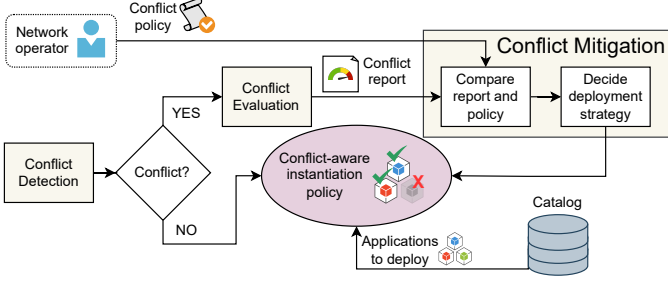 Network
operator
Conflict
policy
Conflict Mitigation
Conflict
report
Compare
report and
policy
Decide
deployment
strategy
Conflict
Evaluation
YES
Conflict
Detection
Conflict?
NO
Conflict-aware
instantiation
policy
Applications
to deploy
Catalog